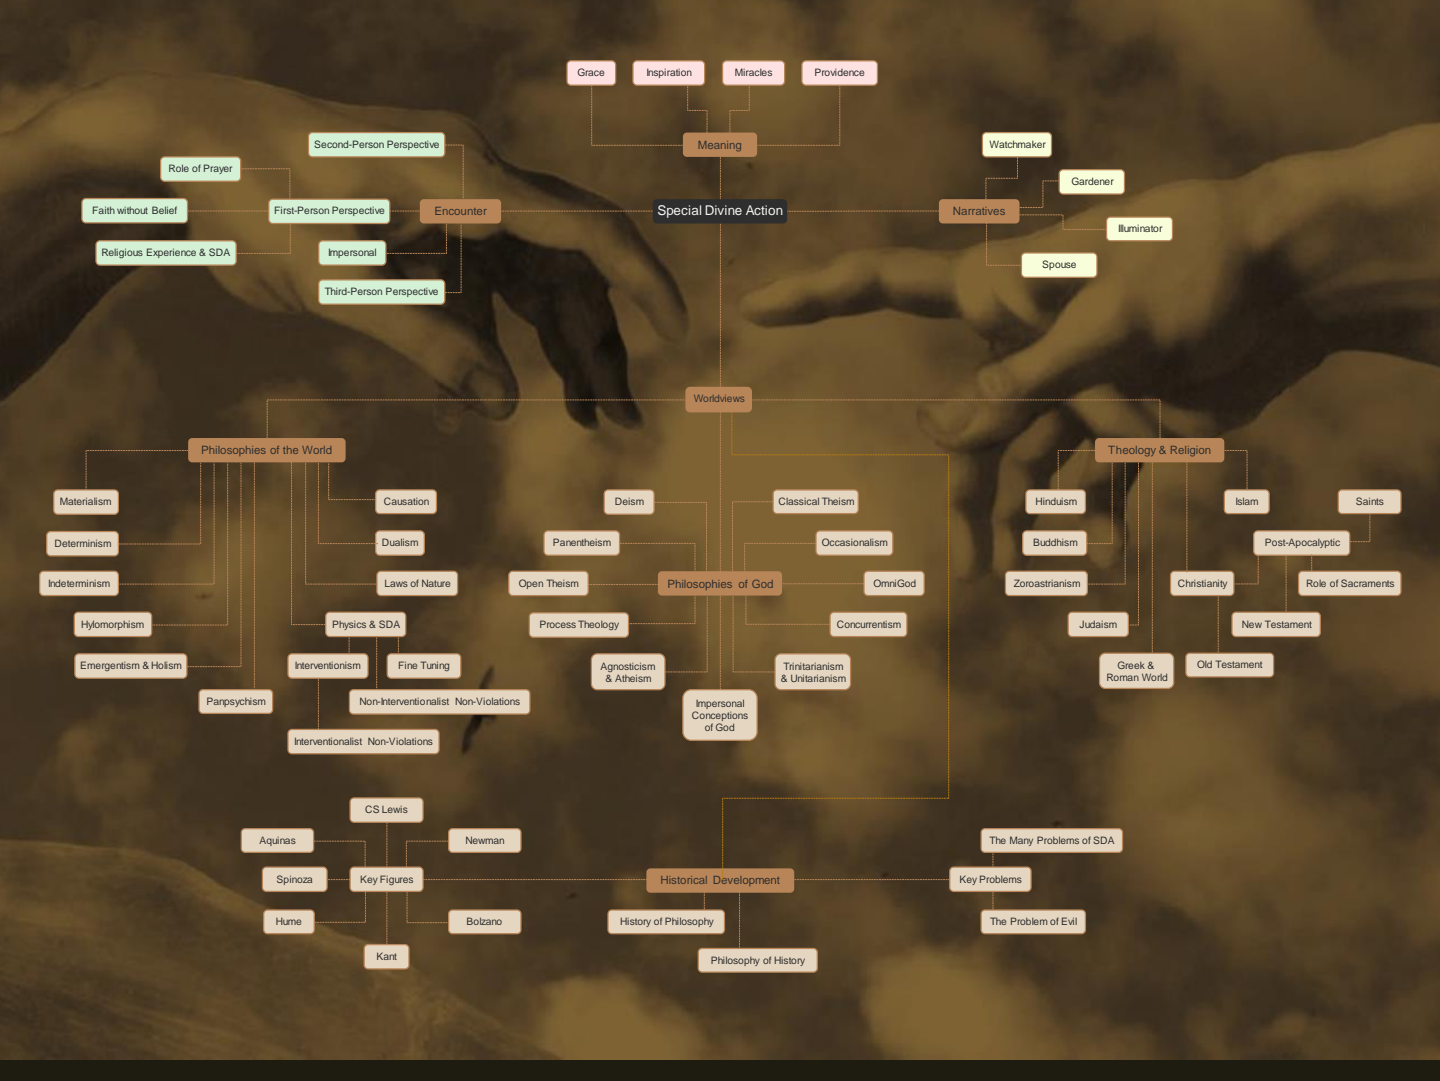 Grace
Inspiration
Miracles
Providence
Meaning
Second-Person Perspective
Role of Prayer
Faith without Belief
First-Person Perspective
Encounter
Religious Experience & SDA
Impersonal
Third-Person Perspective
Special Divine Action
Watchmaker
Gardener
Narratives
Illuminator
Spouse
Worldviews
Philosophies of the World
Materialism
Causation
Determinism
Dualism
Indeterminism
Laws of Nature
Hylomorphism
Physics & SDA
Emergentism & Holism
Interventionism
Fine Tuning
Panpsychism
Non-Interventionalist Non-Violations
Interventionalist Non-Violations
Deism
Classical Theism
Panentheism
Occasionalism
Open Theism
Philosophies of God
OmniGod
Process Theology
Concurrentism
Agnosticism
& Atheism
Trinitarianism
& Unitarianism
Impersonal
Conceptions
of God
Theology & Religion
Hinduism
Islam
Saints
Buddhism
Post-Apocalyptic
Zoroastrianism
Christianity
Role of Sacraments
Judaism
New Testament
Greek &
Roman World
Old Testament
CS Lewis
Aquinas
Newman
Spinoza
Key Figures
Hume
Bolzano
Kant
Historical Development
History of Philosophy
Philosophy of History
The Many Problems of SDA
Key Problems
The Problem of Evil